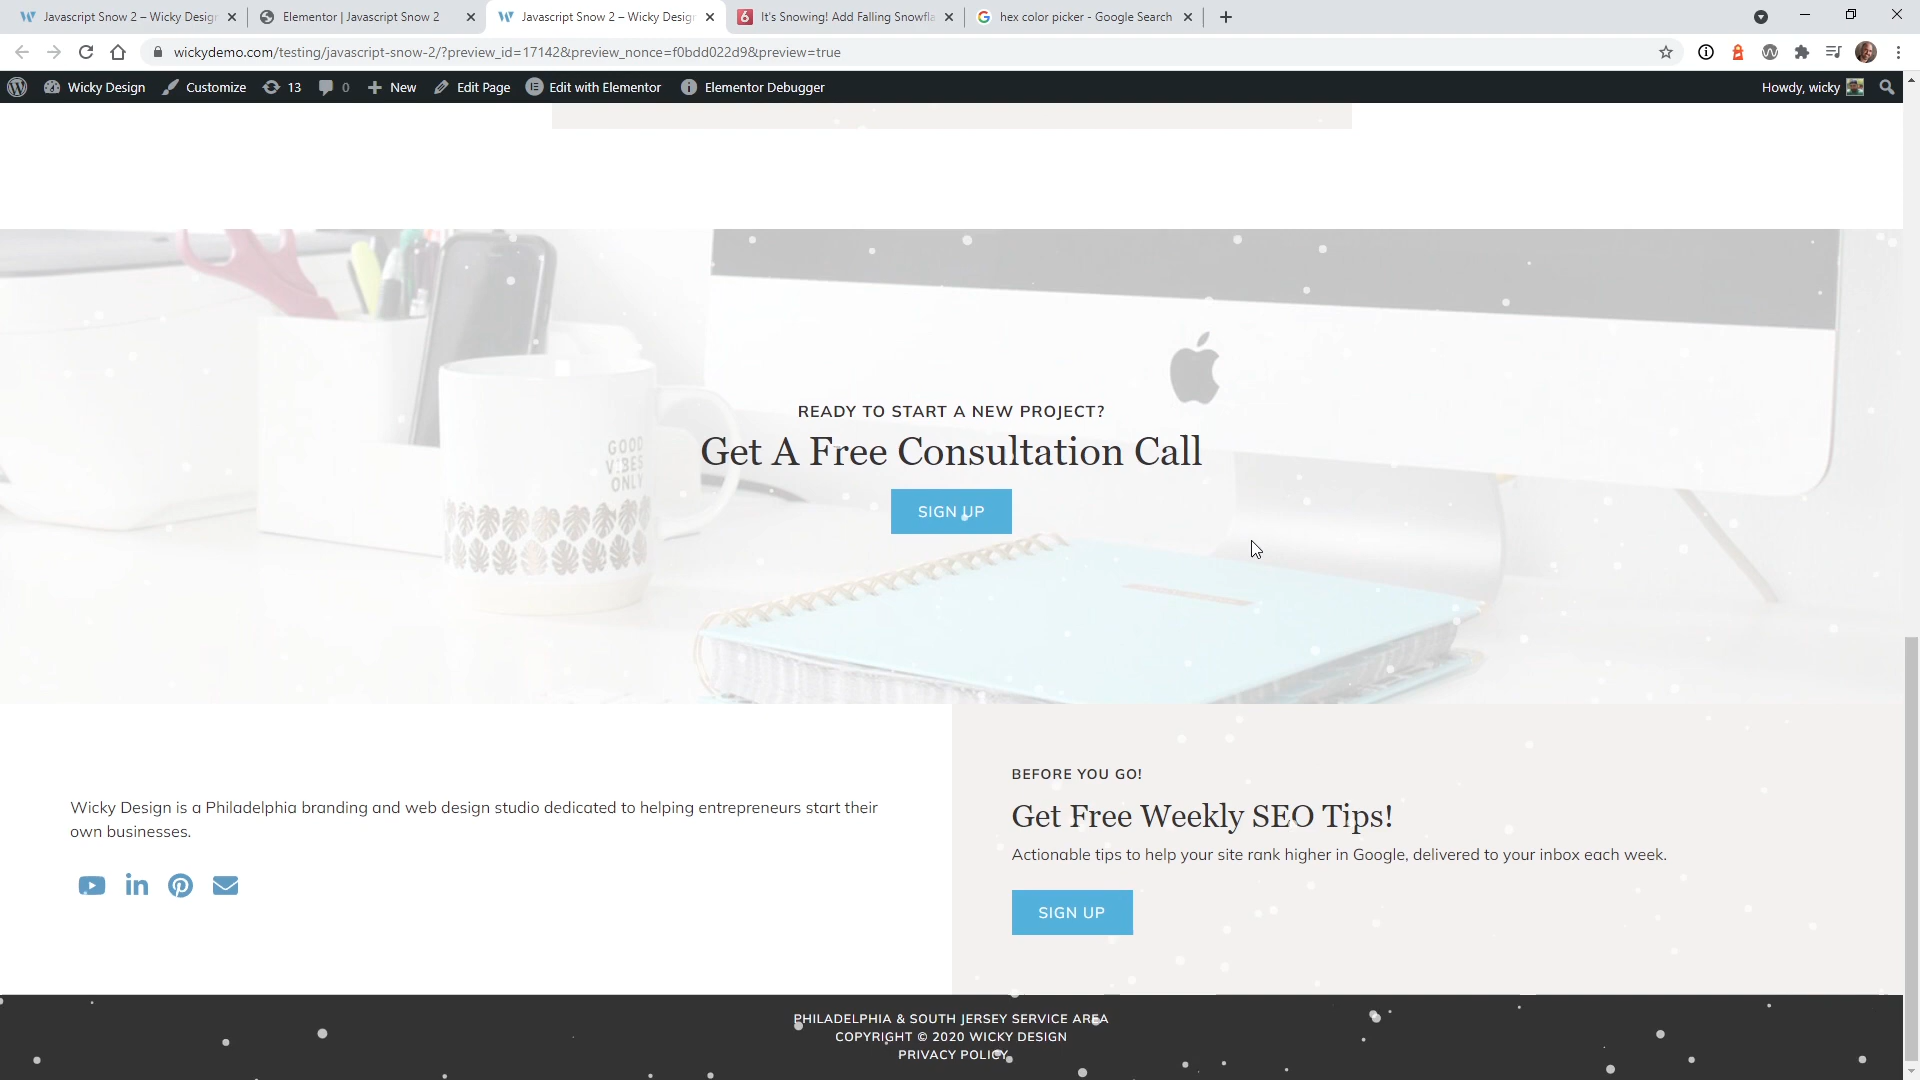 Javascript Snow 2 – Wicky Design
Elementor | Javascript Snow 2
Javascript Snow 2 – Wicky Design
It's Snowing! Add Falling Snowfla
hex color picker - Google Search
wickydemo.com/testing/javascript-snow-2/?preview_id=17142&preview_nonce=f0bdd022d9&preview=true
Wicky Design
Customize
13
0
New
Edit Page
Edit with Elementor
Elementor Debugger
Howdy, wicky
GOOD
VIBES
ONLY
READY TO START A NEW PROJECT?
Get A Free Consultation Call
SIGN UP
Wicky Design is a Philadelphia branding and web design studio dedicated to helping entrepreneurs start their
own businesses.
BEFORE YOU GO!
Get Free Weekly SEO Tips!
Actionable tips to help your site rank higher in Google, delivered to your inbox each week.
SIGN UP
PHILADELPHIA & SOUTH JERSEY SERVICE AREA
COPYRIGHT © 2020 WICKY DESIGN
PRIVACY POLICY